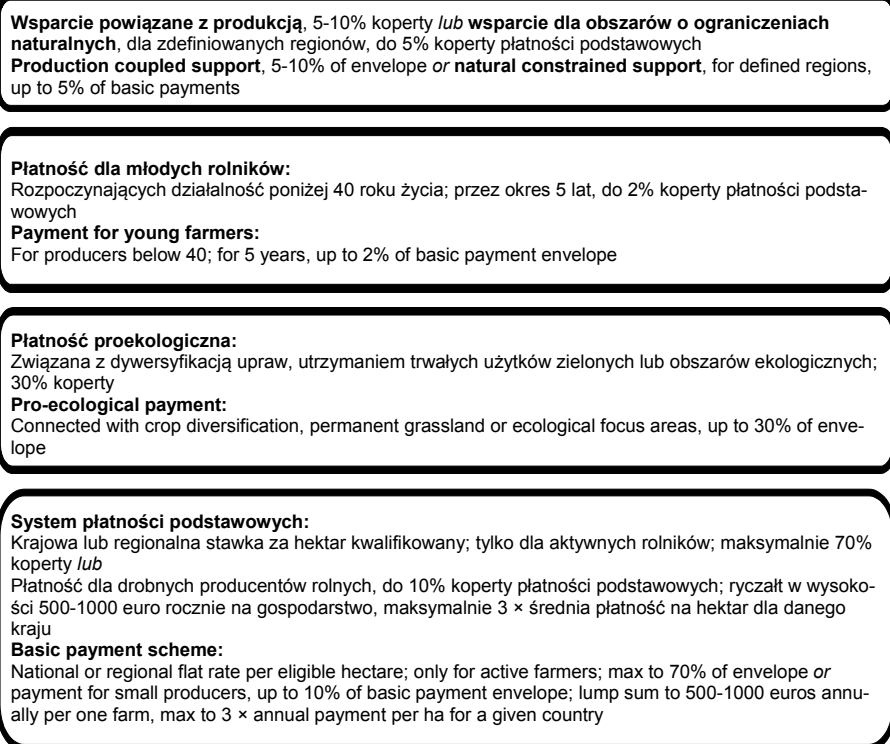 Wsparcie powiązane z produkcją, 5-10% koperty lub wsparcie dla obszarów o ograniczeniach
naturalnych, dla zdefiniowanych regionów, do 5% koperty płatności podstawowych
Production coupled support, 5-10% of envelope or natural constrained support, for defined regions,
up to 5% of basic payments
Płatność dla młodych rolników:
Rozpoczynających działalność poniżej 40 roku życia; przez okres 5 lat, do 2% koperty płatności podsta-
wowych
Payment for young farmers:
For producers below 40; for 5 years, up to 2% of basic payment envelope
Płatność proekologiczna:
Związana z dywersyfikacją upraw, utrzymaniem trwałych użytków zielonych lub obszarów ekologicznych;
30% koperty
Pro-ecological payment:
Connected with crop diversification, permanent grassland or ecological focus areas, up to 30% of enve-
lope
System płatności podstawowych:
Krajowa lub regionalna stawka za hektar kwalifikowany; tylko dla aktywnych rolników; maksymalnie 70%
koperty lub
Płatność dla drobnych producentów rolnych, do 10% koperty płatności podstawowych; ryczałt w wysoko-
ści 500-1000 euro rocznie na gospodarstwo, maksymalnie 3 × średnia płatność na hektar dla danego
kraju
Basic payment scheme:
National or regional flat rate per eligible hectare; only for active farmers; max to 70% of envelope or
payment for small producers, up to 10% of basic payment envelope; lump sum to 500-1000 euros annu-
ally per one farm, max to 3 × annual payment per ha for a given country